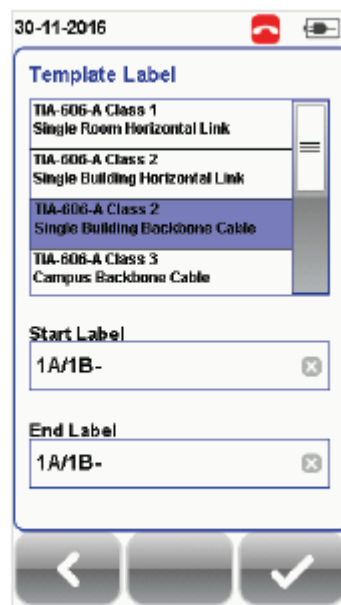 30-11-2016
Template Label
TIA-606-A Class 1
Single Room Horizontal Link
TIA-606-A Class 2
Single Building Horizontal Link
TIA-606-A Class 2
Single Building Backbone Cable
TIA-606-A Class 3
Campus Backbone Cable
Start Label
1A/1B-
End Label
1A/1B-